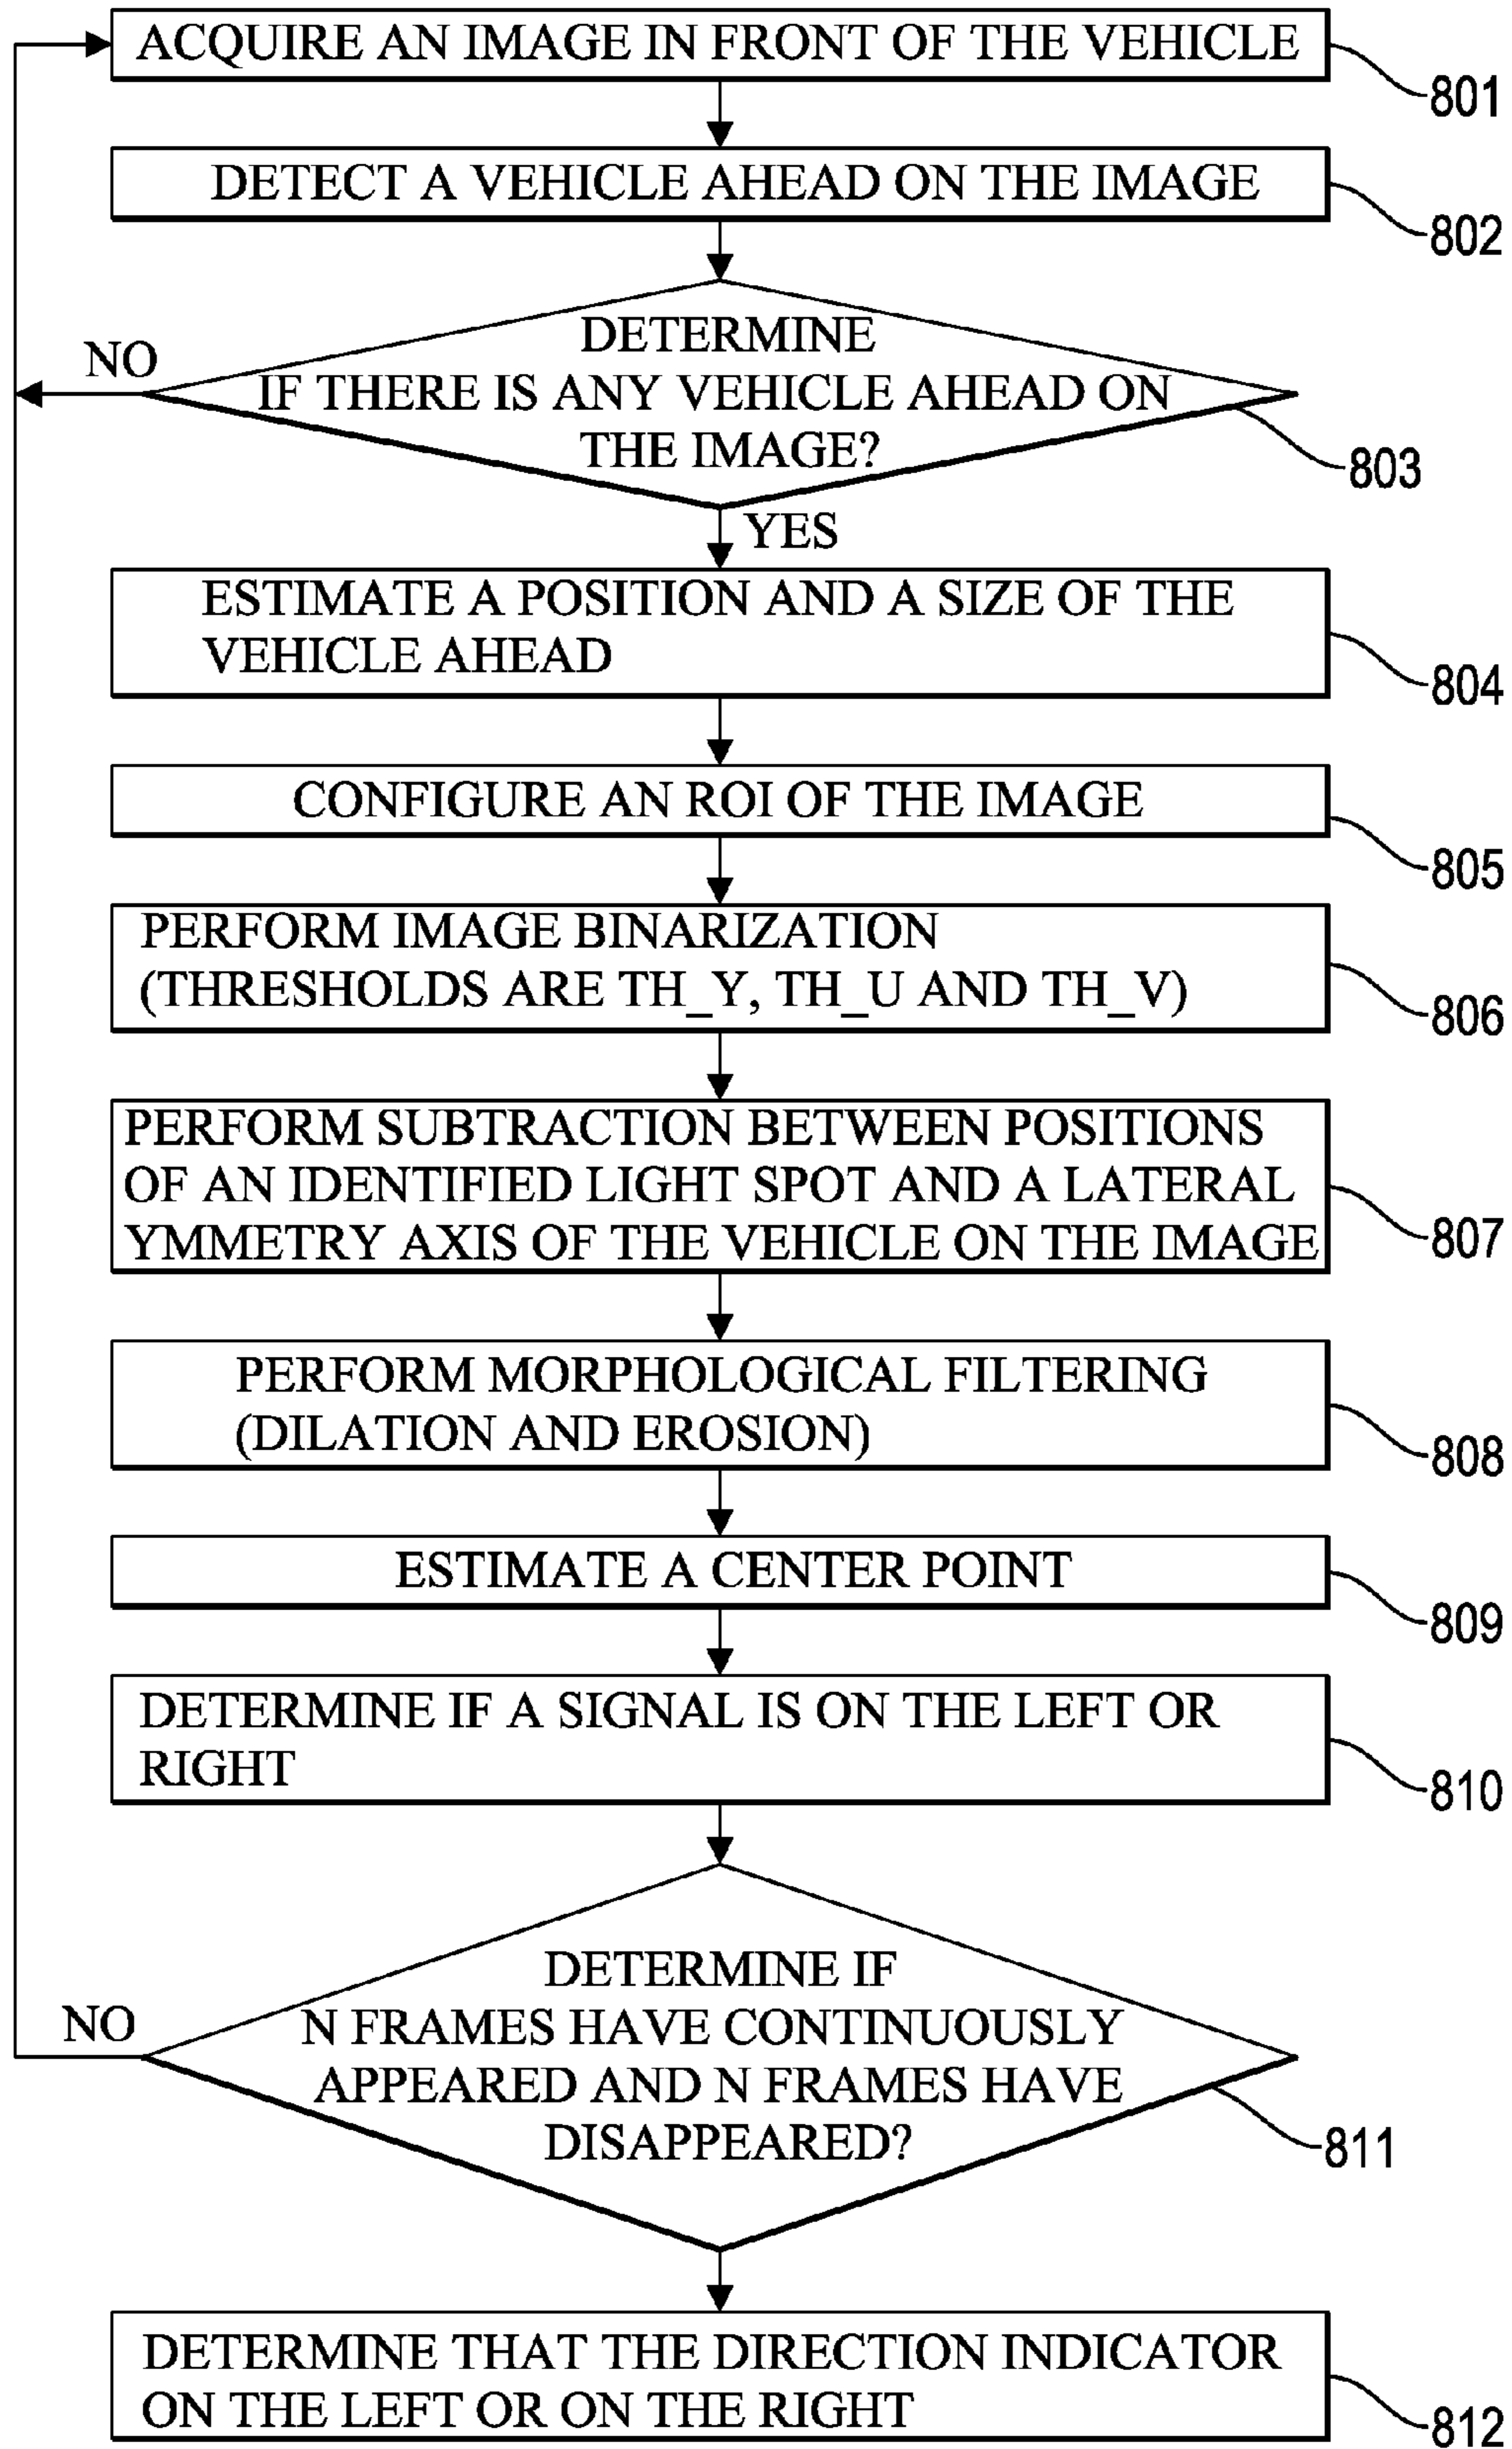 ACQUIRE AN IMAGE IN FRONT OF THE VEHICLE
801
DETECT A VEHICLE AHEAD ON THE IMAGE
802
DETERMINE
IF THERE IS ANY VEHICLE AHEAD ON
THE IMAGE?
NO
803
YES
ESTIMATE A POSITION AND A SIZE OF THE
VEHICLE AHEAD
804
CONFIGURE AN ROI OF THE IMAGE
805
PERFORM IMAGE BINARIZATION
(THRESHOLDS ARE TH_Y, TH_U AND TH_V)
806
PERFORM SUBTRACTION BETWEEN POSITIONS
OF AN IDENTIFIED LIGHT SPOT AND A LATERAL
YMMETRY AXIS OF THE VEHICLE ON THE IMAGE
807
PERFORM MORPHOLOGICAL FILTERING
(DILATION AND EROSION)
808
ESTIMATE A CENTER POINT
809
DETERMINE IF A SIGNAL IS ON THE LEFT OR
RIGHT
810
DETERMINE IF
N FRAMES HAVE CONTINUOUSLY
APPEARED AND N FRAMES HAVE
DISAPPEARED?
NO
811
DETERMINE THAT THE DIRECTION INDICATOR
ON THE LEFT OR ON THE RIGHT
812